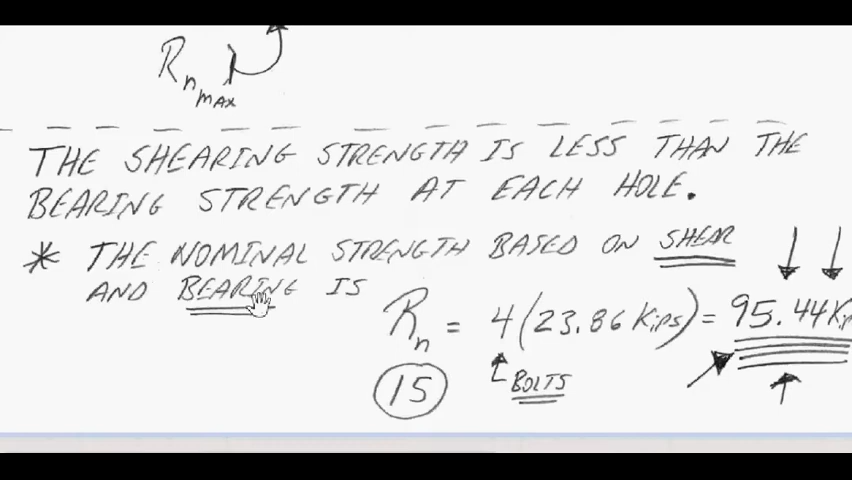 Rn MAX
THE SHEARING STRENGTH IS LESS THAN THE
BEARING STRENGTH AT EACH HOLE.
* THE NOMINAL STRENGTH BASED ON SHEAR
AND BEARING IS
Rn = 4(23.86 Kips) = 95.44 Kip
BOLTS
15